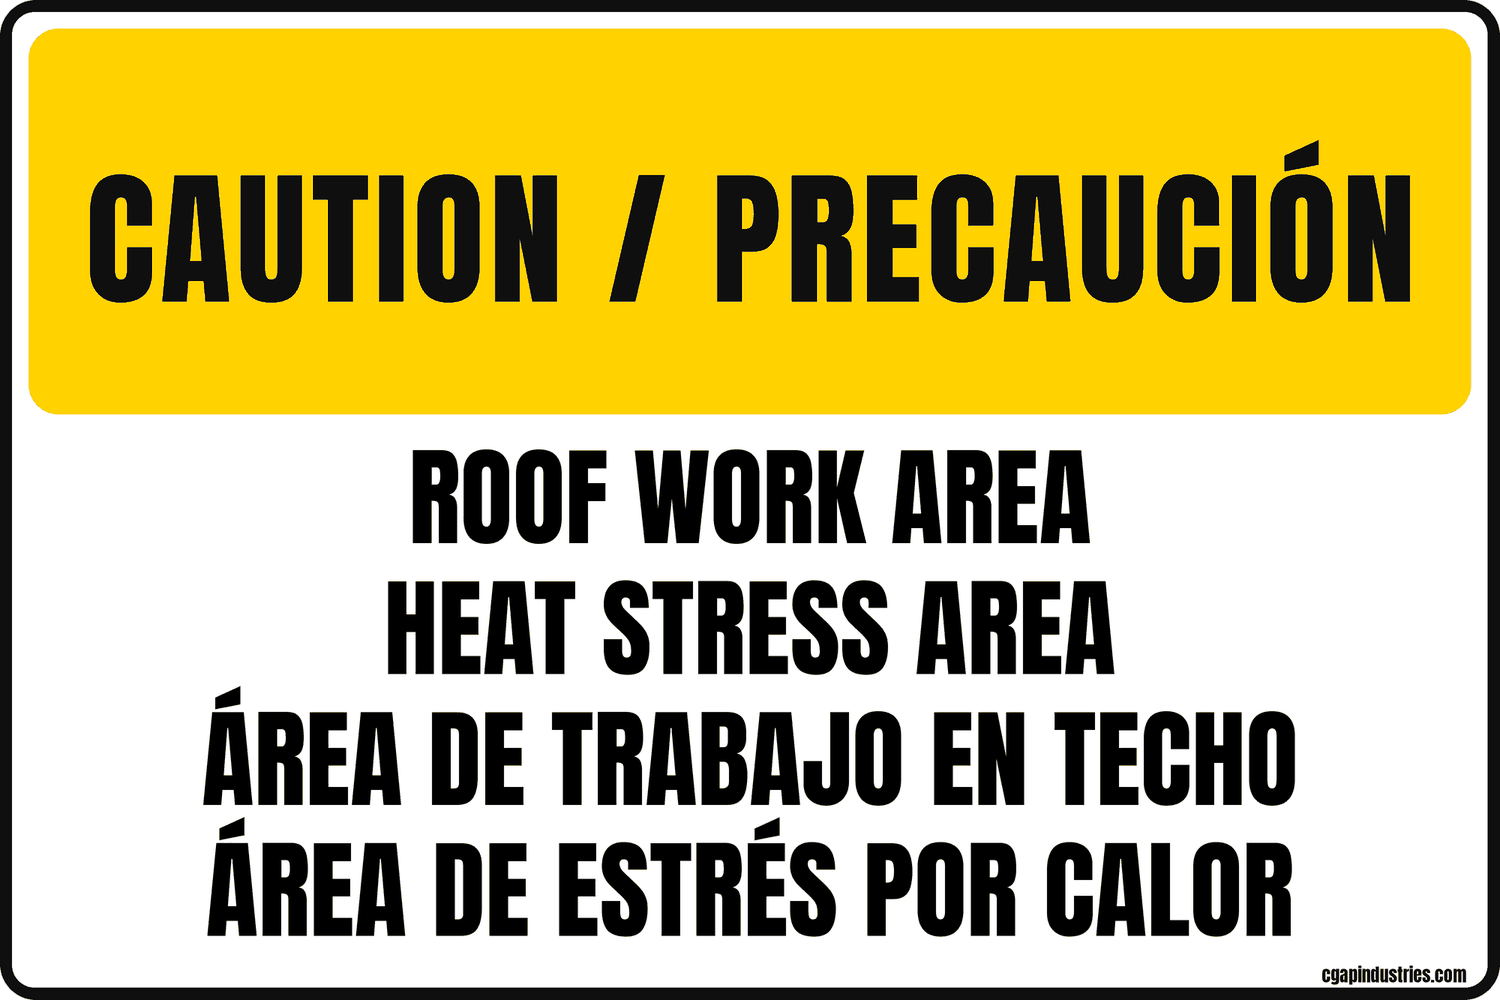 CAUTION / PRECAUCIÓN
ROOF WORK AREA
HEAT STRESS AREA
ÁREA DE TRABAJO EN TECHO
ÁREA DE ESTRÉS POR CALOR
cgapindustries.com